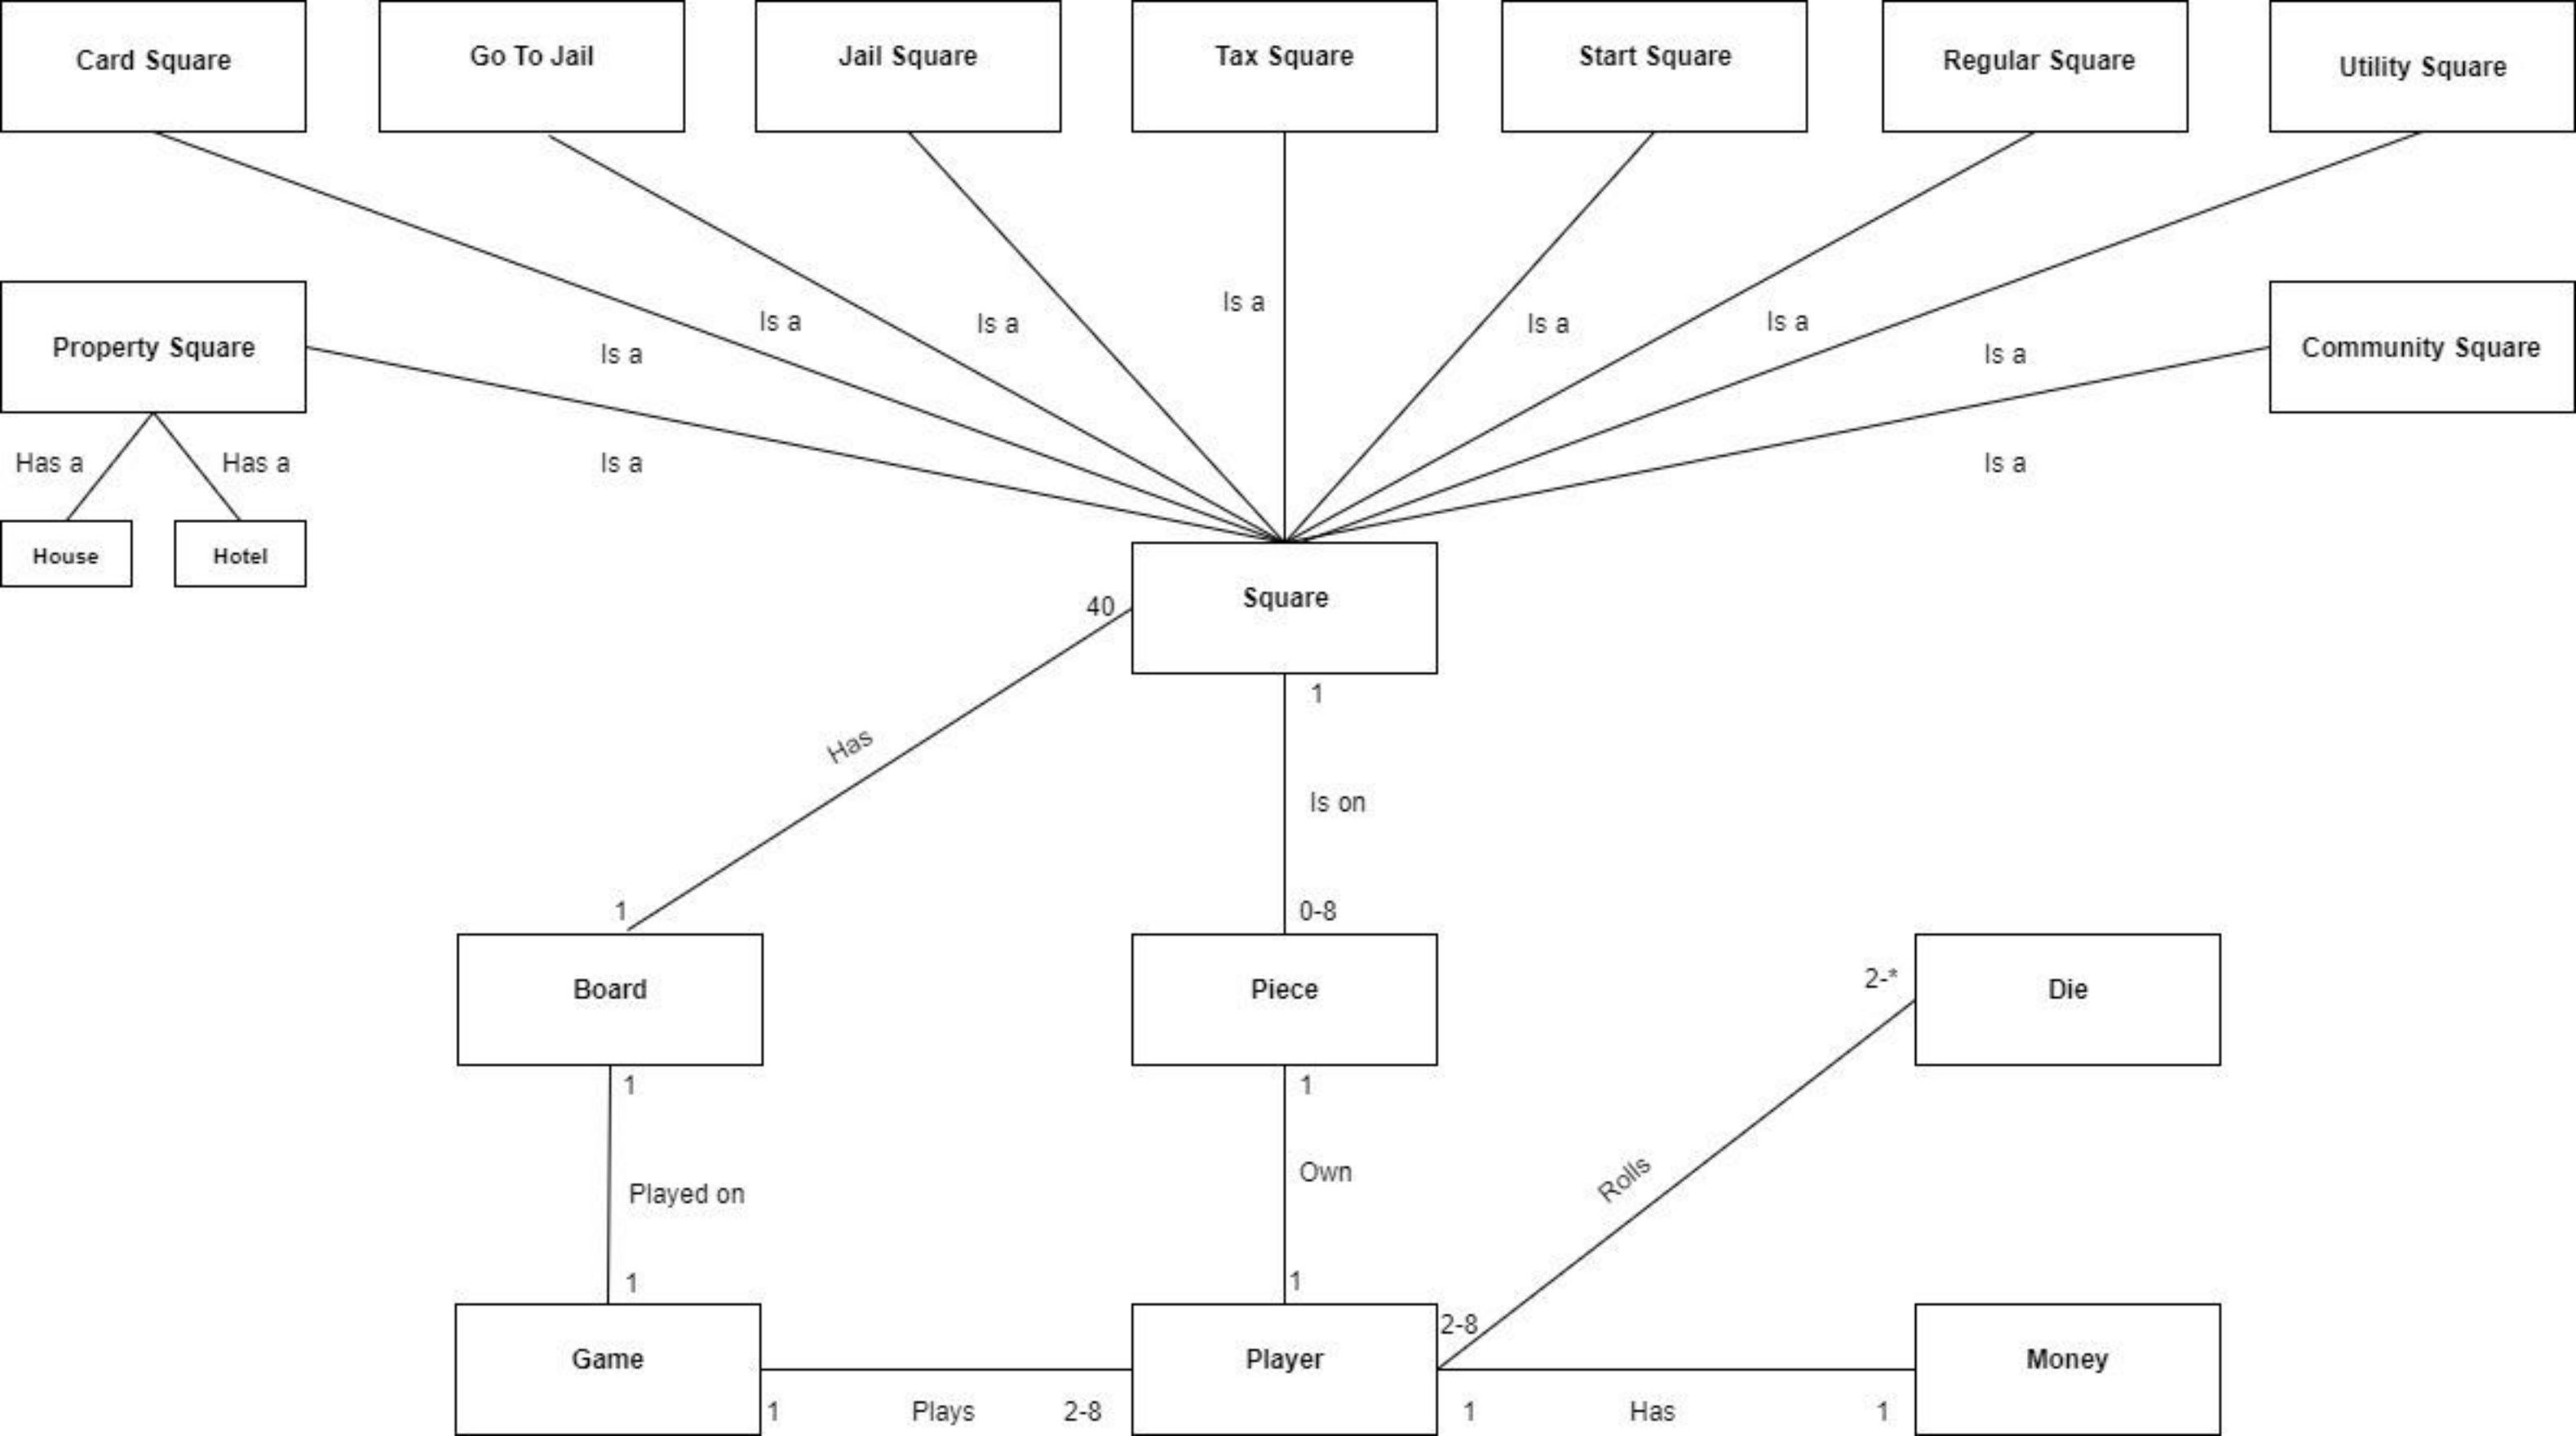 Card Square
Go To Jail
Jail Square
Tax Square
Start Square
Regular Square
Utility Square
Is a
Is a
Is a
Is a
Is a
Is a
Is a
Property Square
Community Square
Has a
Has a
Is a
Is a
House
Hotel
Square
40
1
Has
Is on
1
0-8
Board
Piece
2-*
Die
1
1
Played on
Own
Rolls
1
1
2-8
Game
Player
Money
1
Plays
2-8
1
Has
1